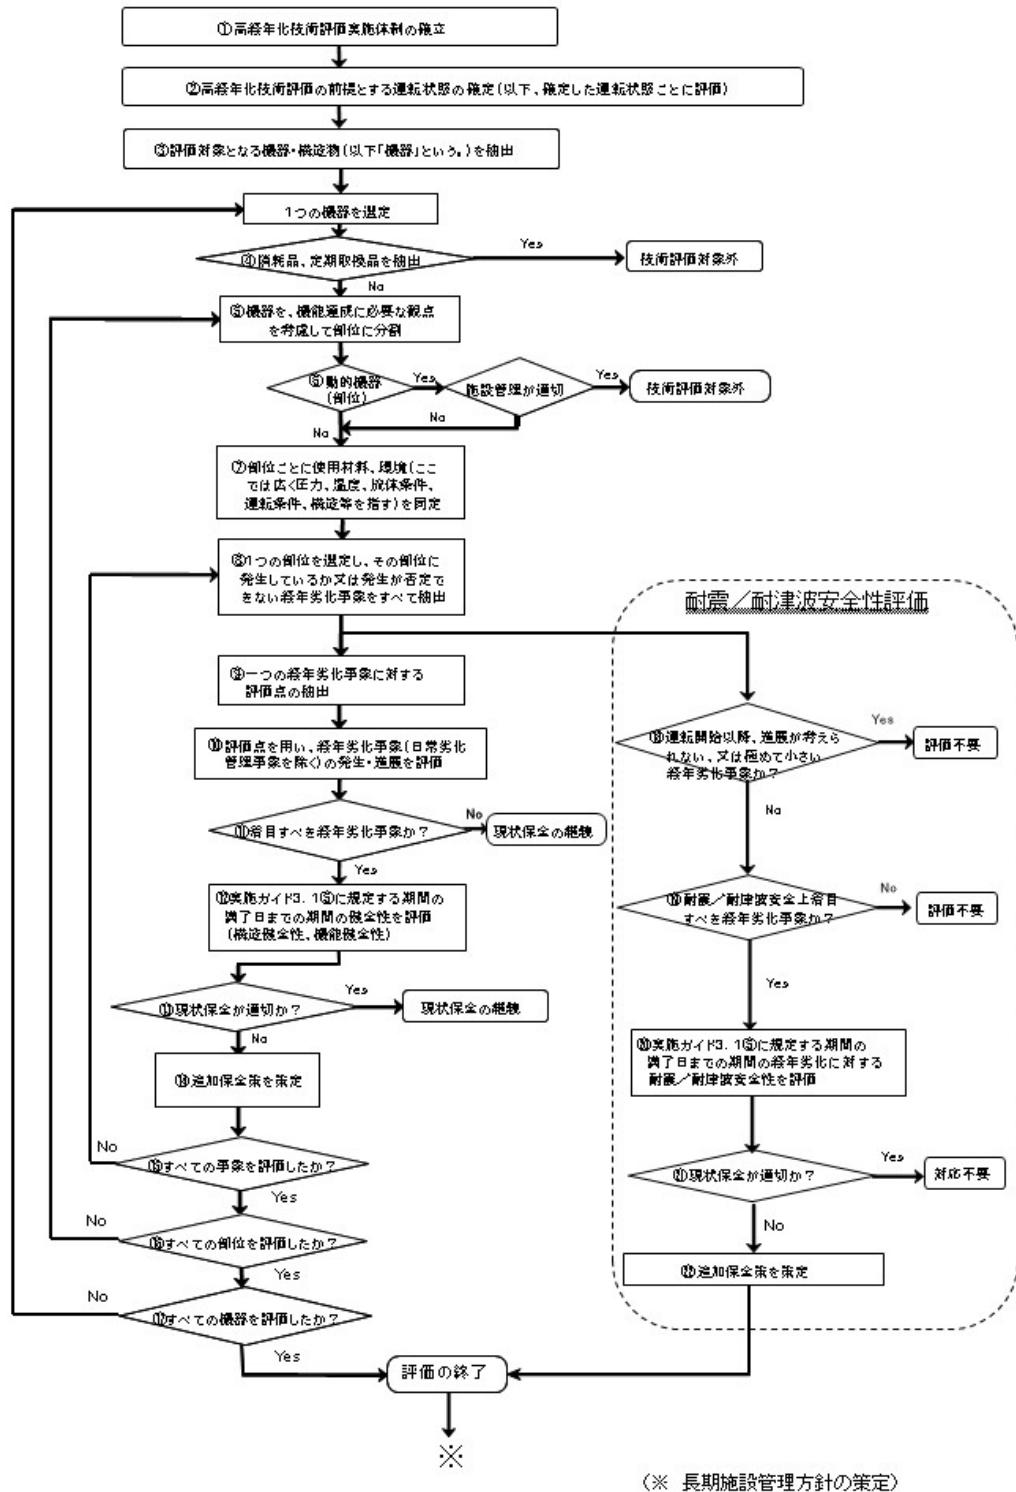 ①高経年化技術評価実施体制の確立
②高経年化技術評価の前提とする運転状態の確定(以下、確定した運転状態ごとに評価)
③評価対象となる機器・構造物(以下「機器」という。)を抽出
1つの機器を選定
④消耗品、定期取換品を抽出
Yes
技術評価対象外
No
⑤機器を、機能達成に必要な観点
を考慮して部位に分割
⑥動的機器
(部位)
Yes
施設管理が適切
Yes
技術評価対象外
No
No
⑦部位ごとに使用材料、環境(ここ
では広く圧力、温度、流体条件、
運転条件、構造等を指す)を同定
⑧1つの部位を選定し、その部位に
発生しているか又は発生が否定で
きない経年劣化事象をすべて抽出
⑨一つの経年劣化事象に対する
評価点の抽出
⑩評価点を用い、経年劣化事象(日常劣化
管理事象を除く)の発生・進展を評価
⑪着目すべき経年劣化事象か?
No
現状保全の継続
Yes
⑫実施ガイド3.1⑤に規定する期間の
満了日までの期間の健全性を評価
(構造健全性、機能健全性)
⑬現状保全が適切か?
Yes
現状保全の継続
No
⑭追加保全策を策定
⑮すべての事象を評価したか?
No
Yes
⑯すべての部位を評価したか?
No
Yes
⑰すべての機器を評価したか?
No
Yes
耐震/耐津波安全性評価
⑱運転開始以降、進展が考えら
れない、又は極めて小さい
経年劣化事象か?
Yes
評価不要
No
⑲耐震/耐津波安全上着目
すべき経年劣化事象か?
No
評価不要
Yes
⑳実施ガイド3.1⑤に規定する期間の
満了日までの期間の経年劣化に対する
耐震/耐津波安全性を評価
㉑現状保全が適切か?
Yes
対応不要
No
㉒追加保全策を策定
評価の終了
※
(※ 長期施設管理方針の策定)